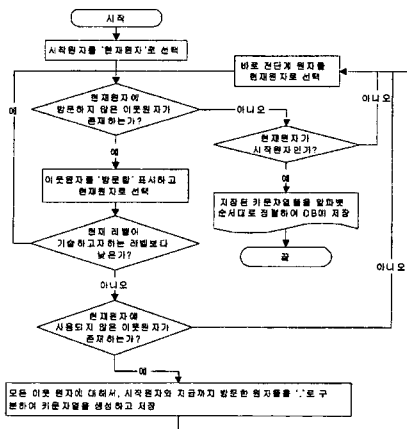 시작
시작원자를 '현재원자'로 선택
바로 전단계 원자를
현재원자로 선택
예
현재원자에
방문하지 않은 이웃원자가
존재하는가?
아니오
아니오
현재원자가
시작원자인가?
예
예
이웃원자를 '방문함' 표시하고
현재원자로 선택
저장된 키문자열들을 알파벳
순서대로 정렬하여 DB에 저장
현재 레벨이
기술하고자하는 레벨보다
낮은가?
끝
아니오
아니오
현재원자에
사용되지 않은 이웃원자가
존재하는가?
예
모든 이웃 원자에 대해서, 시작원자와 지금까지 방문한 원자들을 '.'로 구
분하여 키문자열을 생성하고 저장